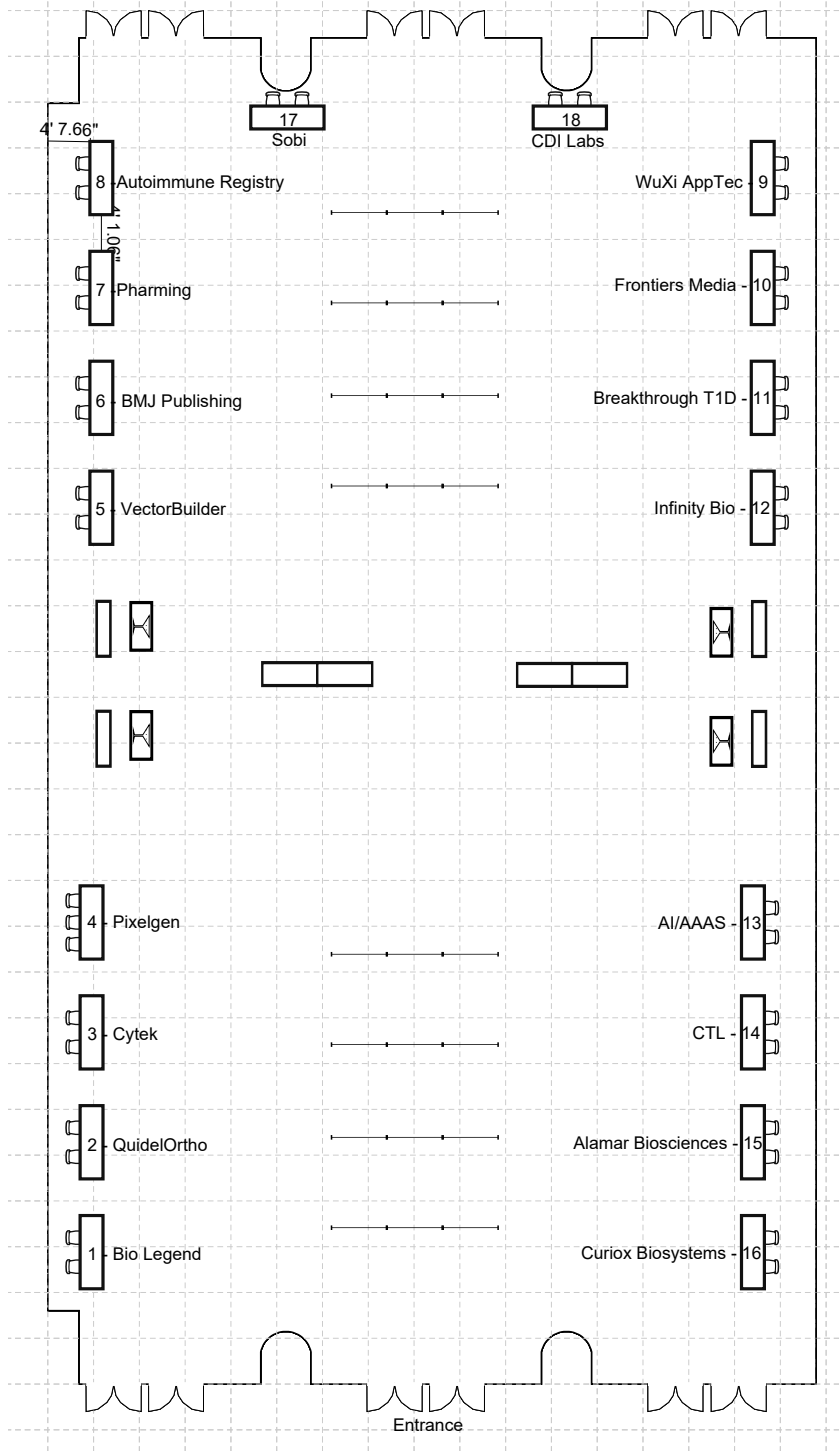 17
Sobi
18
CDI Labs
4' 7.66"
8 -Autoimmune Registry
WuXi AppTec - 9
4' 1.06"
7 -Pharming
Frontiers Media - 10
6 - BMJ Publishing
Breakthrough T1D - 11
5 - VectorBuilder
Infinity Bio - 12
4 - Pixelgen
AI/AAAS - 13
3 - Cytek
CTL - 14
2 - QuidelOrtho
Alamar Biosciences - 15
1 - Bio Legend
Curiox Biosystems - 16
Entrance